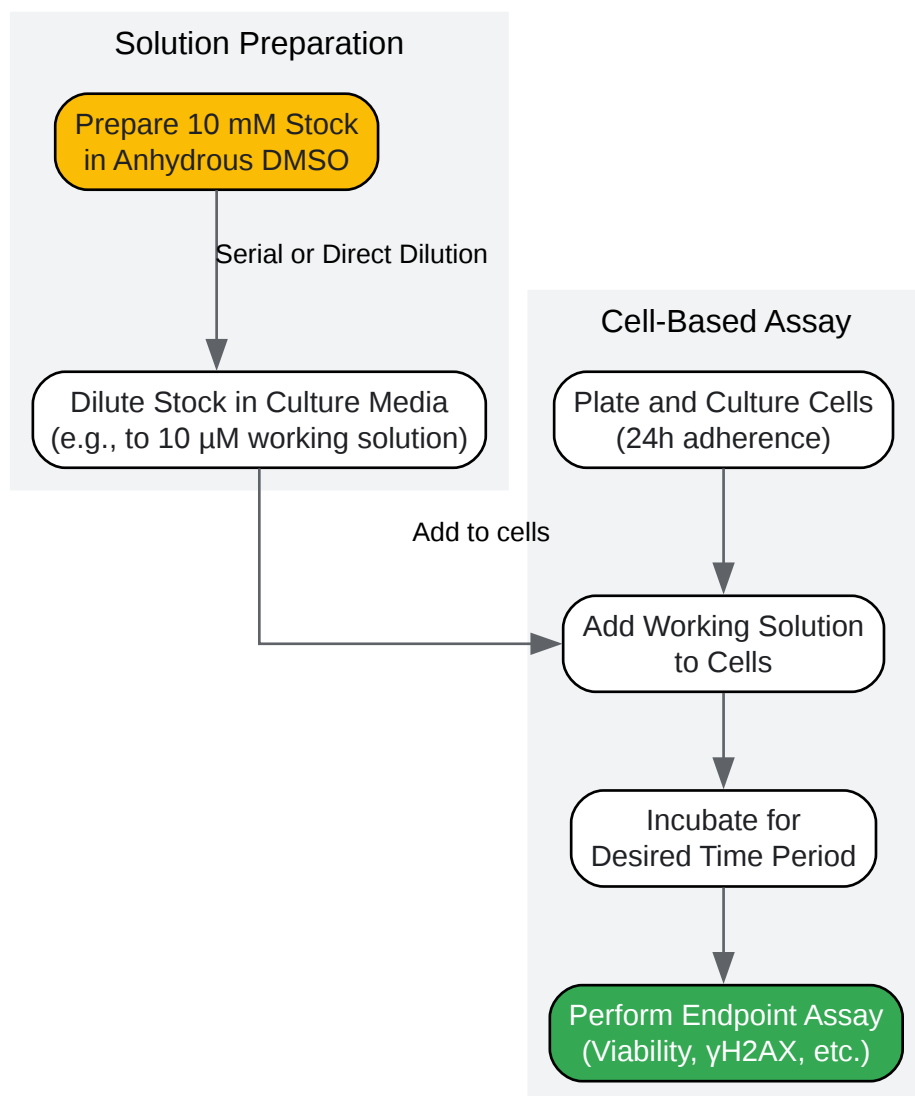 Solution Preparation
Prepare 10 mM Stock
in Anhydrous DMSO
Serial or Direct Dilution
Dilute Stock in Culture Media
(e.g., to 10 µM working solution)
Add to cells
Cell-Based Assay
Plate and Culture Cells
(24h adherence)
Add Working Solution
to Cells
Incubate for
Desired Time Period
Perform Endpoint Assay
(Viability, γH2AX, etc.)